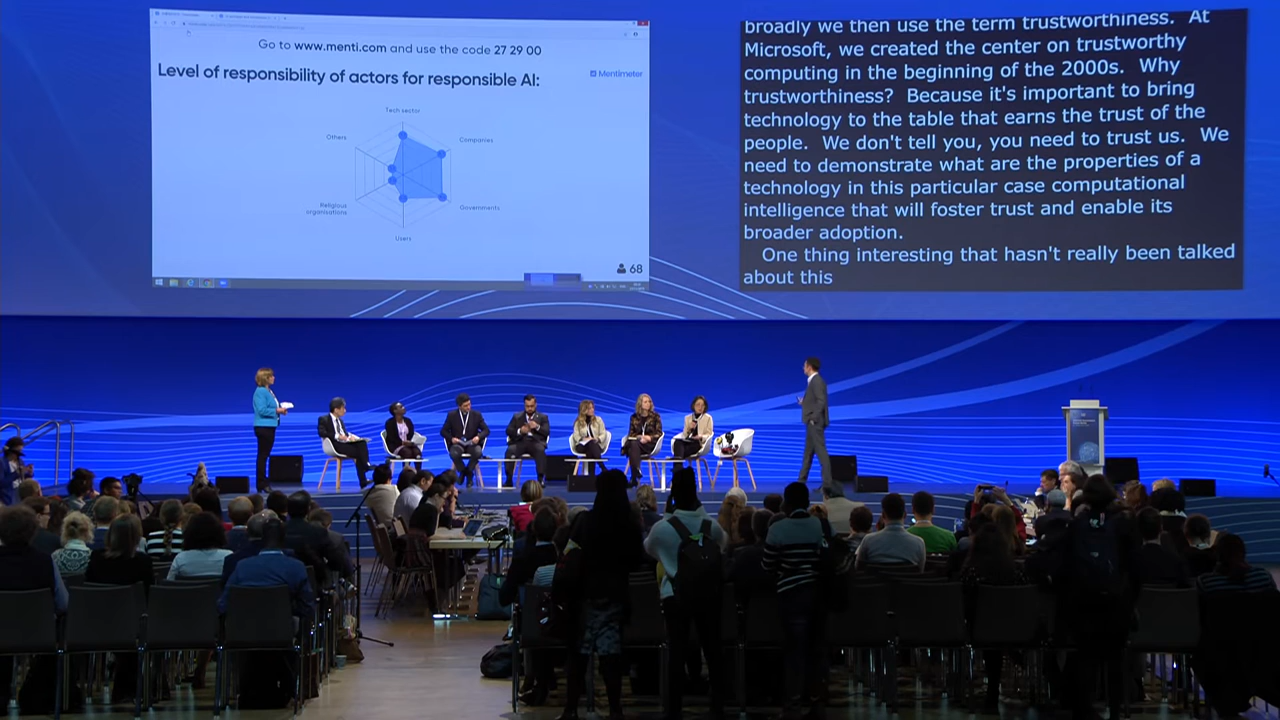 Go to www.menti.com and use the code 27 29 00
Level of responsibility of actors for responsible AI:
Mentimeter
Tech sector
Others
Companies
Religious
organisations
Governments
Users
68
broadly we then use the term trustworthiness. At
Microsoft, we created the center on trustworthy
computing in the beginning of the 2000s. Why
trustworthiness? Because it's important to bring
technology to the table that earns the trust of the
people. We don't tell you, you need to trust us. We
need to demonstrate what are the properties of a
technology in this particular case computational
intelligence that will foster trust and enable its
broader adoption.
One thing interesting that hasn't really been talked
about this